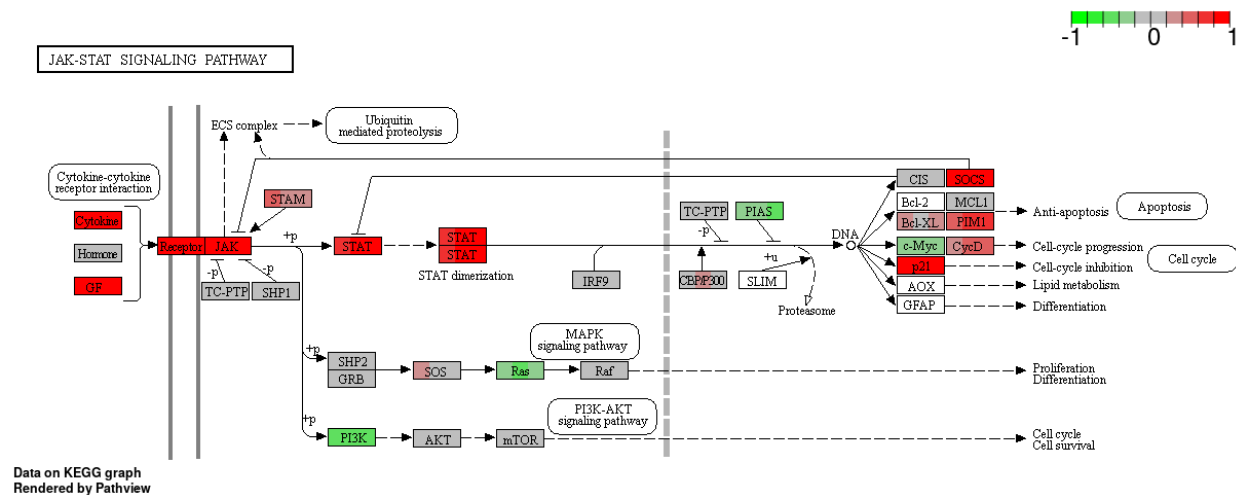 -1 0 1
JAK-STAT SIGNALING PATHWAY
ECS complex
Ubiquitin
mediated proteolysis
Cytokine-cytokine
receptor interaction
STAM
CIS SOCS
Bcl-2 MCL1
Cytokine
TC-PTP PIAS
Bcl-XL PIM1
Anti-apoptosis
Apoptosis
Hormone
Receptor JAK
+p
STAT
STAT
STAT
STAT dimerization
-p
DNA
c-Myc CycD
Cell-cycle progression
Cell cycle
GF
-p -p
TC-PTP SHP1
IRF9
CBP/P300
+u
SLIM
p21
Cell-cycle inhibition
AOX
Lipid metabolism
Proteasome
GFAP
Differentiation
MAPK
signaling pathway
+p
SHP2
GRB
SOS
Ras
Raf
Proliferation
Differentiation
PI3K-AKT
signaling pathway
+p
PI3K
AKT
mTOR
Cell cycle
Cell survival
Data on KEGG graph
Rendered by Pathview